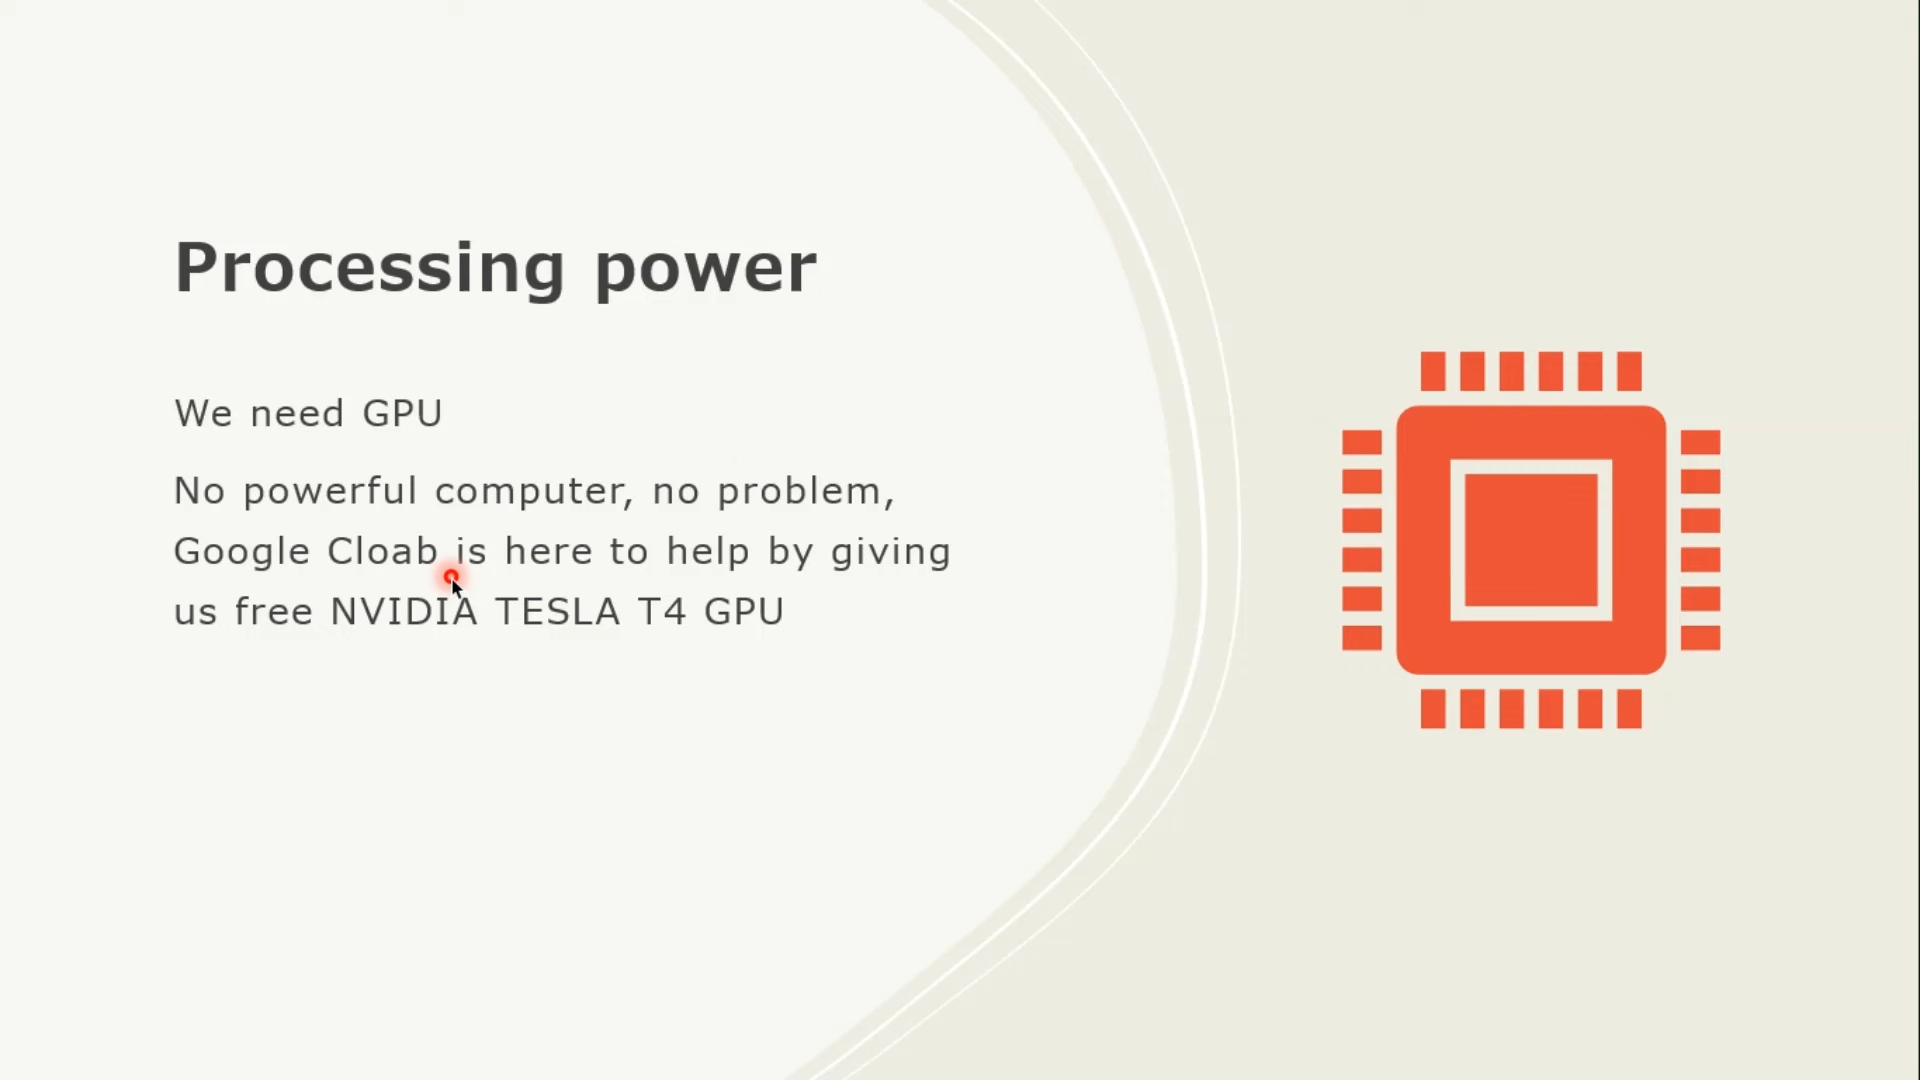 Processing power
We need GPU
No powerful computer, no problem,
Google Cloab is here to help by giving
us free NVIDIA TESLA T4 GPU